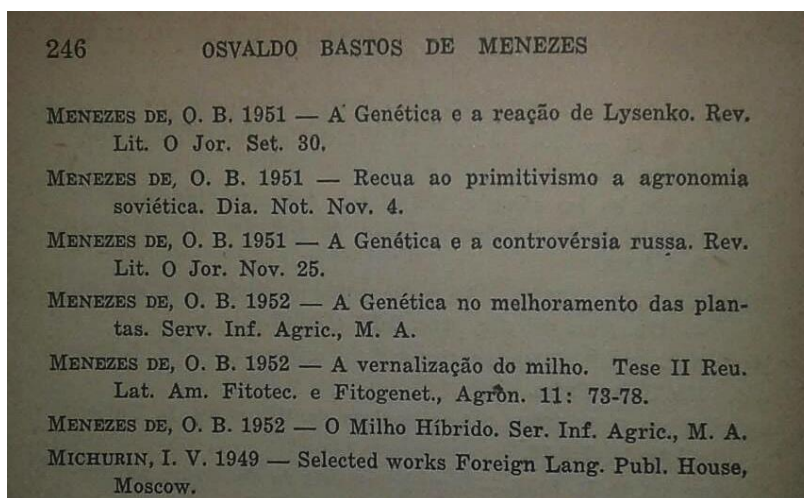 246 OSVALDO BASTOS DE MENEZES
MENEZES DE, O. B. 1951 — A Genética e a reação de Lysenko. Rev.
Lit. O Jor. Set. 30.
MENEZES DE, O. B. 1951 — Recua ao primitivismo a agronomia
soviética. Dia. Not. Nov. 4.
MENEZES DE, O. B. 1951 — A Genética e a controvérsia russa. Rev.
Lit. O Jor. Nov. 25.
MENEZES DE, O. B. 1952 — A Genética no melhoramento das plan-
tas. Serv. Inf. Agric., M. A.
MENEZES DE, O. B. 1952 — A vernalização do milho. Tese II Reu.
Lat. Am. Fitotec. e Fitogenet., Agron. 11: 73-78.
MENEZES DE, O. B. 1952 — O Milho Híbrido. Ser. Inf. Agric., M. A.
MICHURIN, I. V. 1949 — Selected works Foreign Lang. Publ. House,
Moscow.